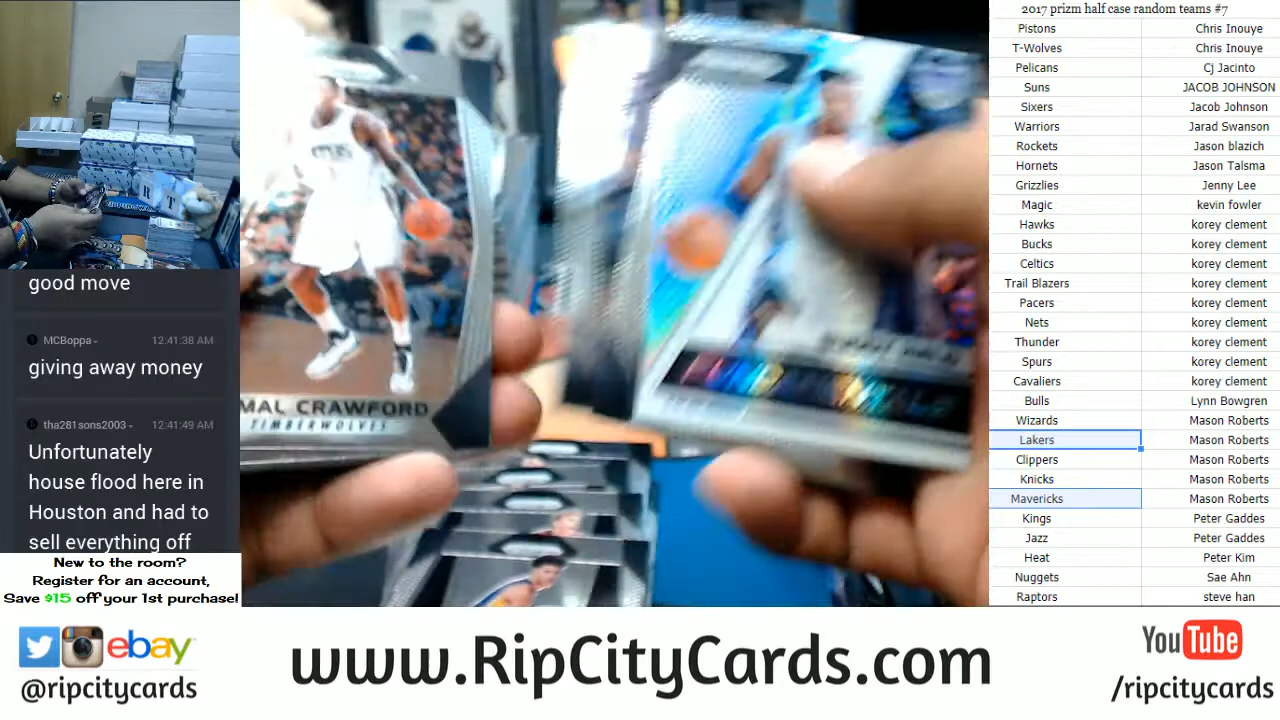 good move
MCBoppa 12:41:38 AM
giving away money
tha281sons2003 12:41:49 AM
Unfortunately
house flood here in
Houston and had to
sell everything off
New to the room?
Register for an account,
Save $15 off your 1st purchase!
MAL CRAWFORD
TIMBERWOLVES
2017 prizm half case random teams #7
Pistons Chris Inouye
T-Wolves Chris Inouye
Pelicans Cj Jacinto
Suns JACOB JOHNSON
Sixers Jacob Johnson
Warriors Jarad Swanson
Rockets Jason blazich
Hornets Jason Talsma
Grizzlies Jenny Lee
Magic kevin fowler
Hawks korey clement
Bucks korey clement
Celtics korey clement
Trail Blazers korey clement
Pacers korey clement
Nets korey clement
Thunder korey clement
Spurs korey clement
Cavaliers korey clement
Bulls Lynn Bowgren
Wizards Mason Roberts
Lakers Mason Roberts
Clippers Mason Roberts
Knicks Mason Roberts
Mavericks Mason Roberts
Kings Peter Gaddes
Jazz Peter Gaddes
Heat Peter Kim
Nuggets Sae Ahn
Raptors steve han
ebay
@ripcitycards
www.RipCityCards.com
YouTube
/ripcitycards